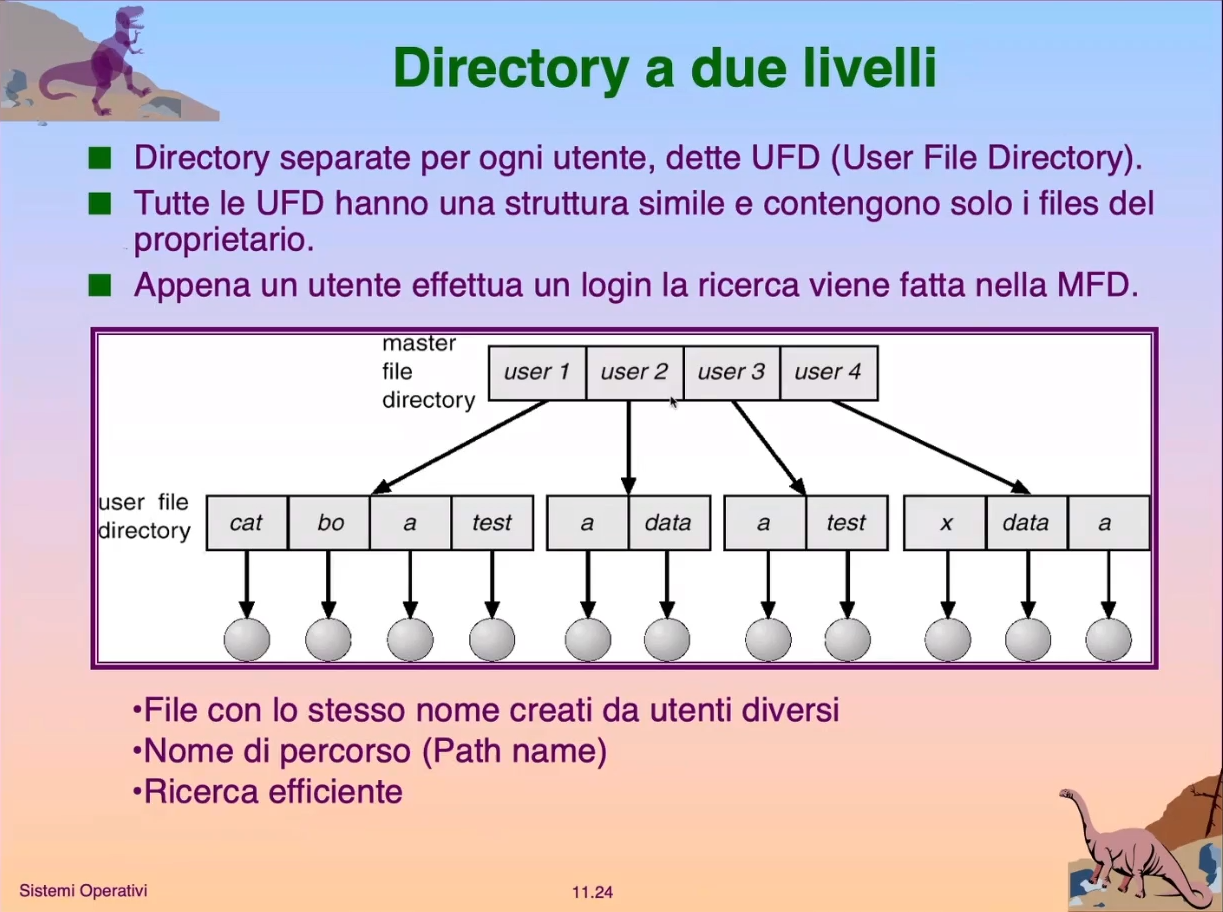 Directory a due livelli
Directory separate per ogni utente, dette UFD (User File Directory).
Tutte le UFD hanno una struttura simile e contengono solo i files del
proprietario.
Appena un utente effettua un login la ricerca viene fatta nella MFD.
master
file
directory
user 1 user 2 user 3 user 4
user file
directory
cat bo a test a data a test x data a
•File con lo stesso nome creati da utenti diversi
•Nome di percorso (Path name)
•Ricerca efficiente
Sistemi Operativi
11.24